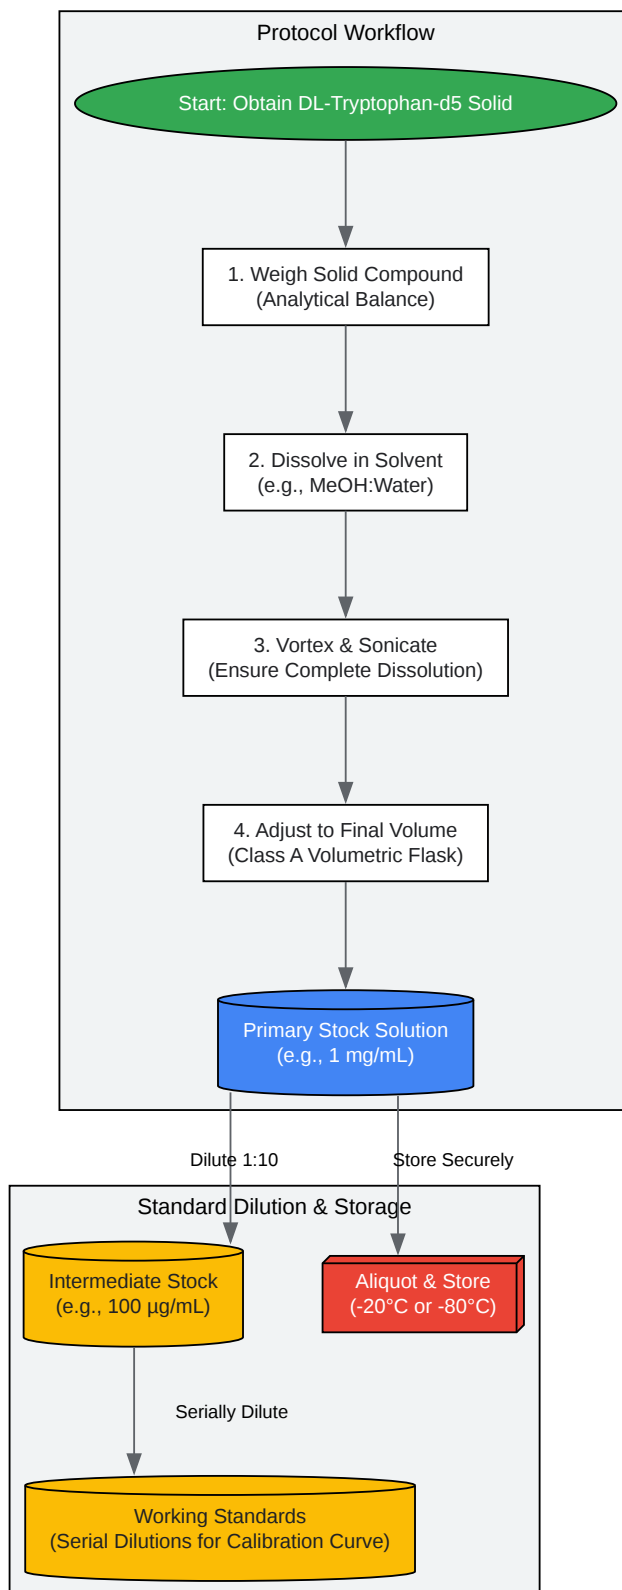 Protocol Workflow
Start: Obtain DL-Tryptophan-d5 Solid
1. Weigh Solid Compound
(Analytical Balance)
2. Dissolve in Solvent
(e.g., MeOH:Water)
3. Vortex & Sonicate
(Ensure Complete Dissolution)
4. Adjust to Final Volume
(Class A Volumetric Flask)
Primary Stock Solution
(e.g., 1 mg/mL)
Dilute 1:10
Store Securely
Standard Dilution & Storage
Intermediate Stock
(e.g., 100 µg/mL)
Aliquot & Store
(-20°C or -80°C)
Serially Dilute
Working Standards
(Serial Dilutions for Calibration Curve)